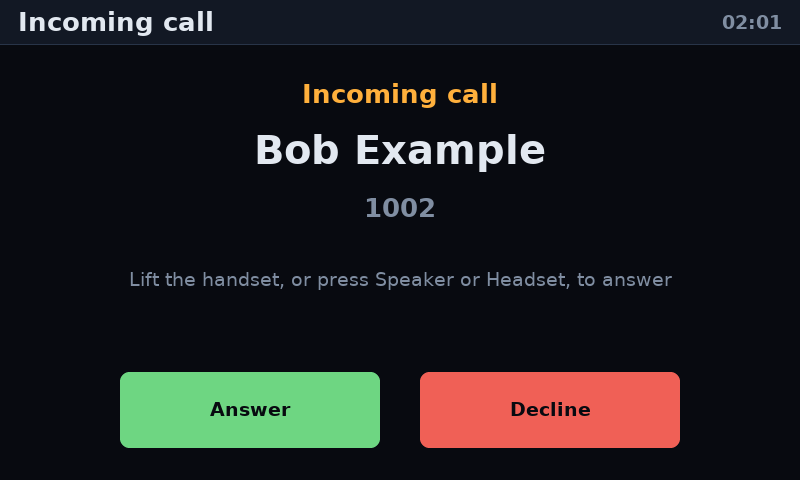 Incoming call
02:01
Incoming call
Bob Example
1002
Lift the handset, or press Speaker or Headset, to answer
Answer
Decline